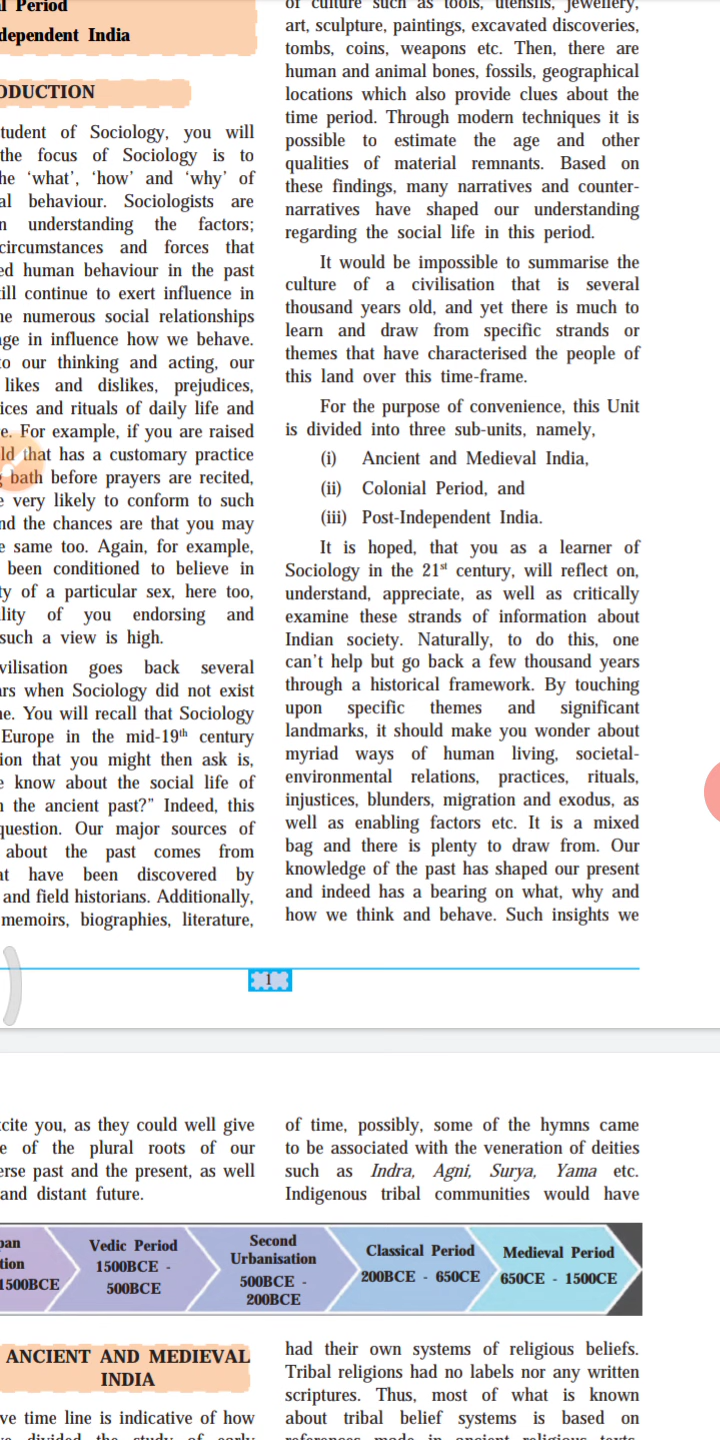 Period
dependent India
tudent of Sociology, you will
the focus of Sociology is to
‘what’, ‘how’ and ‘why’ of
behaviour. Sociologists are
understanding the factors;
circumstances and forces that
human behaviour in the past
continue to exert influence in
numerous social relationships
in influence how we behave.
our thinking and acting, our
likes and dislikes, prejudices,
and rituals of daily life and
For example, if you are raised
that has a customary practice
bath before prayers are recited,
very likely to conform to such
and the chances are that you may
same too. Again, for example,
been conditioned to believe in
of a particular sex, here too,
of you endorsing and
such a view is high.
goes back several
when Sociology did not exist
You will recall that Sociology
Europe in the mid-19th century
that you might then ask is,
know about the social life of
the ancient past?” Indeed, this
question. Our major sources of
about the past comes from
have been discovered by
and field historians. Additionally,
memoirs, biographies, literature,
of culture such as tools, utensils, jewellery,
art, sculpture, paintings, excavated discoveries,
tombs, coins, weapons etc. Then, there are
human and animal bones, fossils, geographical
locations which also provide clues about the
time period. Through modern techniques it is
possible to estimate the age and other
qualities of material remnants. Based on
these findings, many narratives and counter-
narratives have shaped our understanding
regarding the social life in this period.
It would be impossible to summarise the
culture of a civilisation that is several
thousand years old, and yet there is much to
learn and draw from specific strands or
themes that have characterised the people of
this land over this time-frame.
For the purpose of convenience, this Unit
is divided into three sub-units, namely,
(i) Ancient and Medieval India,
(ii) Colonial Period, and
(iii) Post-Independent India.
It is hoped, that you as a learner of
Sociology in the 21st century, will reflect on,
understand, appreciate, as well as critically
examine these strands of information about
Indian society. Naturally, to do this, one
can’t help but go back a few thousand years
through a historical framework. By touching
upon specific themes and significant
landmarks, it should make you wonder about
myriad ways of human living, societal-
environmental relations, practices, rituals,
injustices, blunders, migration and exodus, as
well as enabling factors etc. It is a mixed
bag and there is plenty to draw from. Our
knowledge of the past has shaped our present
and indeed has a bearing on what, why and
how we think and behave. Such insights we
1
you, as they could well give
of the plural roots of our
past and the present, as well
and distant future.
of time, possibly, some of the hymns came
to be associated with the veneration of deities
such as Indra, Agni, Surya, Yama etc.
Indigenous tribal communities would have
1500BCE
Vedic Period
1500BCE -
500BCE
Second
Urbanisation
500BCE -
200BCE
Classical Period
200BCE - 650CE
Medieval Period
650CE - 1500CE
ANCIENT AND MEDIEVAL
INDIA
time line is indicative of how
divided the study of early
had their own systems of religious beliefs.
Tribal religions had no labels nor any written
scriptures. Thus, most of what is known
about tribal belief systems is based on
references made in ancient religious texts.